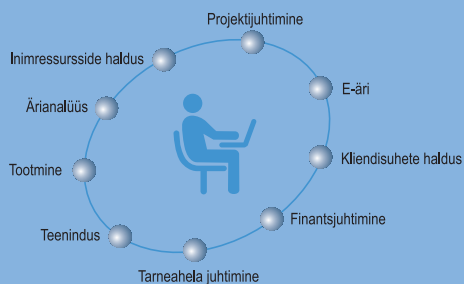 Projektijuhtimine
Inimressursside haldus
E-äri
Ärianalüüs
Kliendisuhete haldus
Tootmine
Finantsjuhtimine
Teenindus
Tarneahela juhtimine